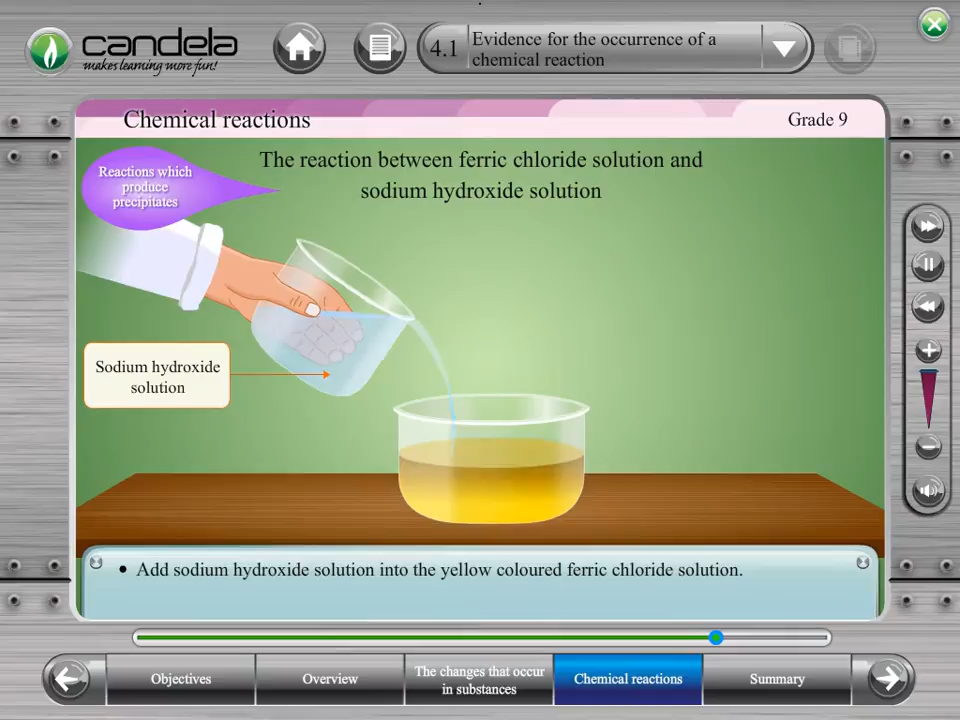 candela
makes learning more fun!
4.1
Evidence for the occurrence of a
chemical reaction
Chemical reactions
Grade 9
Reactions which
produce
precipitates
The reaction between ferric chloride solution and
sodium hydroxide solution
Sodium hydroxide
solution
• Add sodium hydroxide solution into the yellow coloured ferric chloride solution.
Objectives
Overview
The changes that occur
in substances
Chemical reactions
Summary